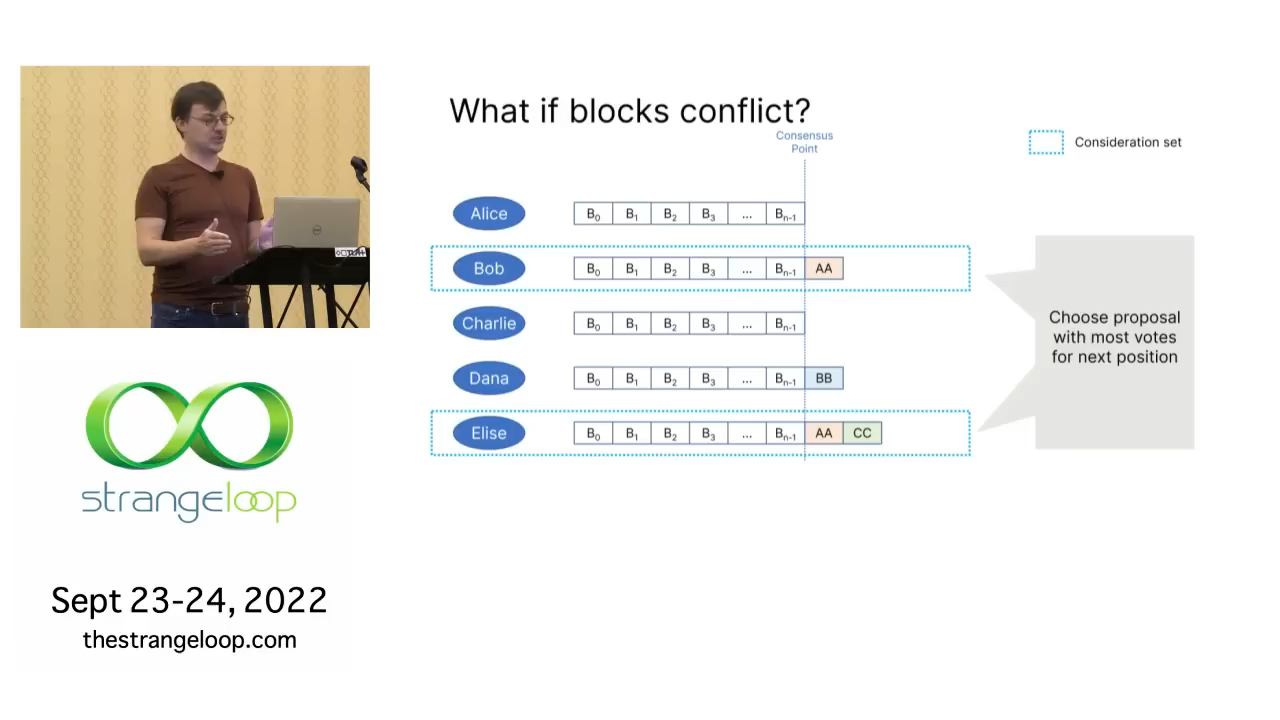 What if blocks conflict?
Consensus
Point
Consideration set
Alice B0 B1 B2 B3 ... Bn-1
Bob B0 B1 B2 B3 ... Bn-1 AA
Charlie B0 B1 B2 B3 ... Bn-1
Dana B0 B1 B2 B3 ... Bn-1 BB
Elise B0 B1 B2 B3 ... Bn-1 AA CC
Choose proposal
with most votes
for next position
strangeloop
Sept 23-24, 2022
thestrangeloop.com